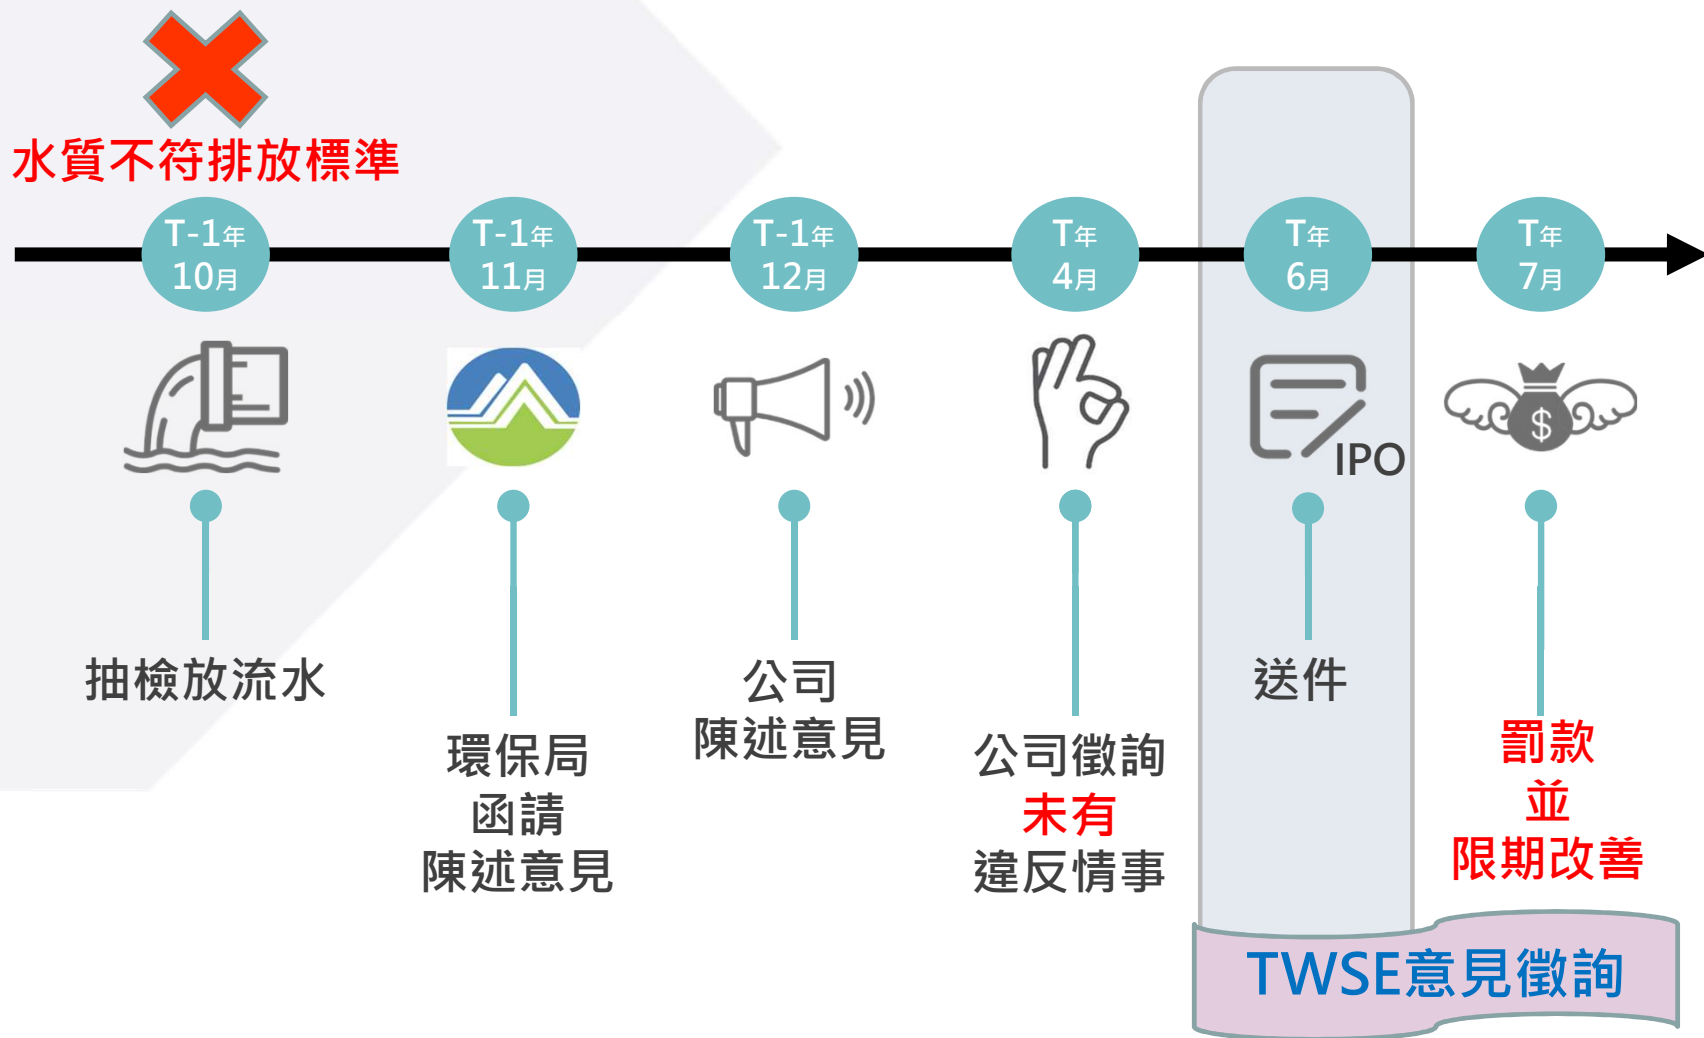 水質不符排放標準
T-1年
10月
T-1年
11月
T-1年
12月
T年
4月
T年
6月
T年
7月
$
IPO
抽檢放流水
環保局
函請
陳述意見
公司
陳述意見
公司徵詢
未有
違反情事
送件
罰款
並
限期改善
TWSE意見徵詢